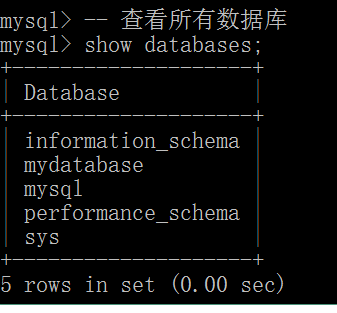 mysql> -- 查看所有数据库
mysql> show databases;
+--------------------+
| Database           |
+--------------------+
| information_schema |
| mydatabase         |
| mysql              |
| performance_schema |
| sys                |
+--------------------+
5 rows in set (0.00 sec)